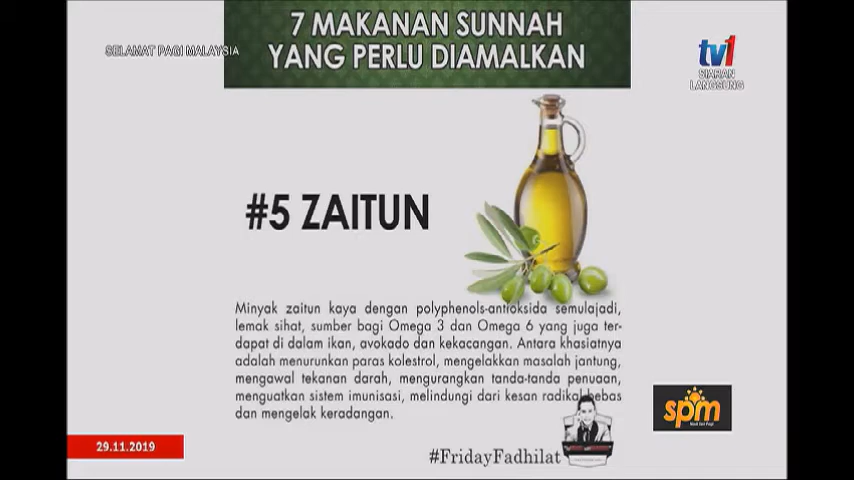 7 MAKANAN SUNNAH
YANG PERLU DIAMALKAN
SELAMAT PAGI MALAYSIA
tv1
SIARAN
LANGSUNG
#5 ZAITUN
Minyak zaitun kaya dengan polyphenols-antioksida semulajadi,
lemak sihat, sumber bagi Omega 3 dan Omega 6 yang juga ter-
dapat di dalam ikan, avokado dan kekacangan. Antara khasiatnya
adalah menurunkan paras kolestrol, mengelakkan masalah jantung,
mengawal tekanan darah, mengurangkan tanda-tanda penuaan,
menguatkan sistem imunisasi, melindungi dari kesan radikal bebas
dan mengelak keradangan.
spm
29.11.2019
#FridayFadhilat